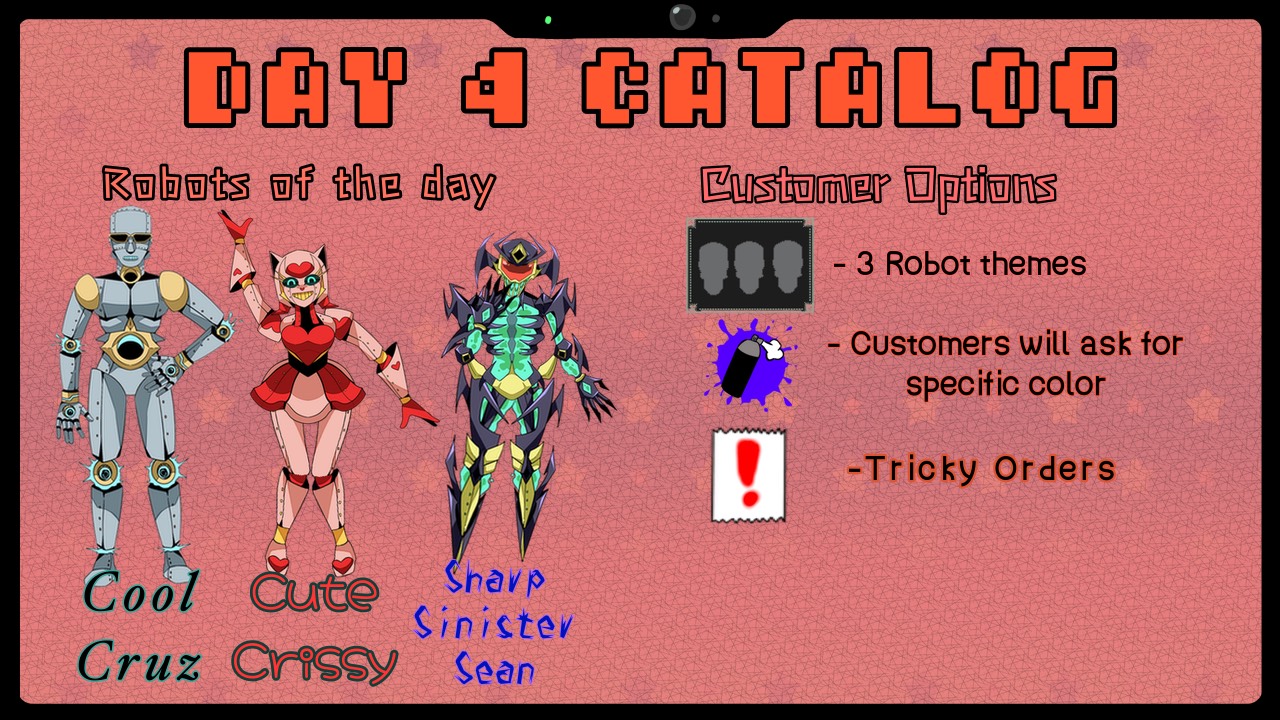 DAY 4 CATALOG
Robots of the day
Customer Options
- 3 Robot themes
- Customers will ask for
specific color
-Tricky Orders
Cool
Cruz
Cute
Crissy
Sharp
Sinister
Sean